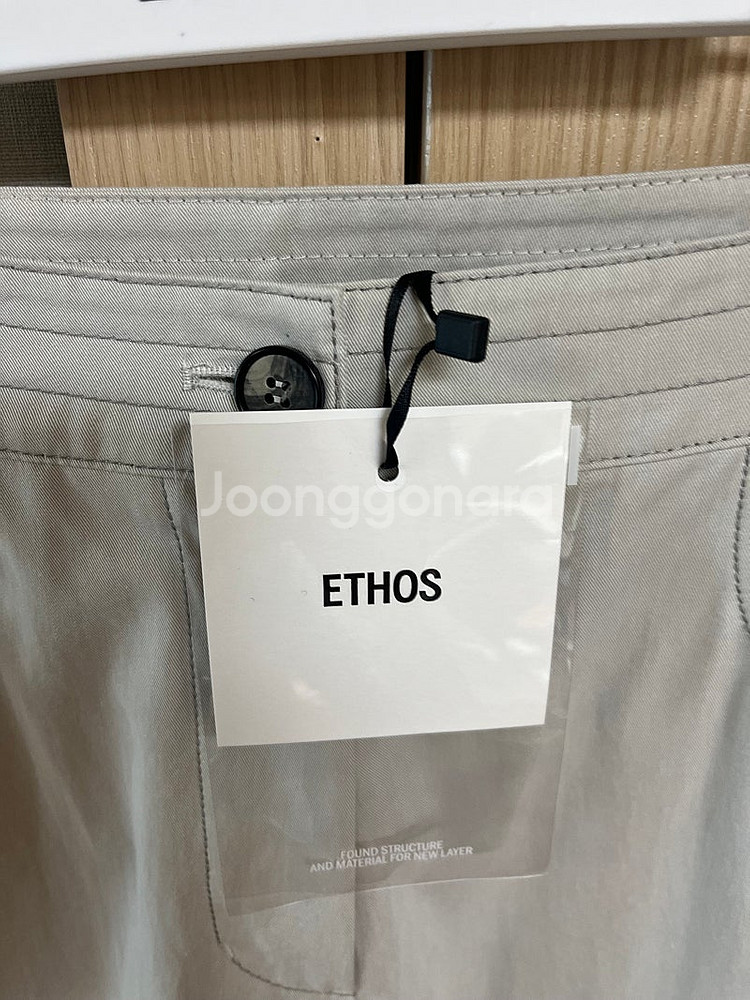 Joonggonara
ETHOS
FOUND STRUCTURE
AND MATERIAL FOR NEW LAYER